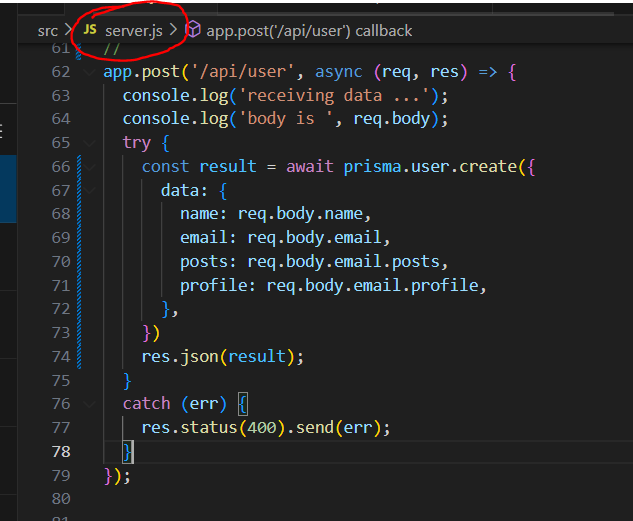 src > JS server.js > app.post('/api/user') callback
61 //
62 app.post('/api/user', async (req, res) => {
63 console.log('receiving data ...');
64 console.log('body is ', req.body);
65 try {
66 const result = await prisma.user.create({
67 data: {
68 name: req.body.name,
69 email: req.body.email,
70 posts: req.body.email.posts,
71 profile: req.body.email.profile,
72 },
73 })
74 res.json(result);
75 }
76 catch (err) {
77 res.status(400).send(err);
78 }
79 });
80
81